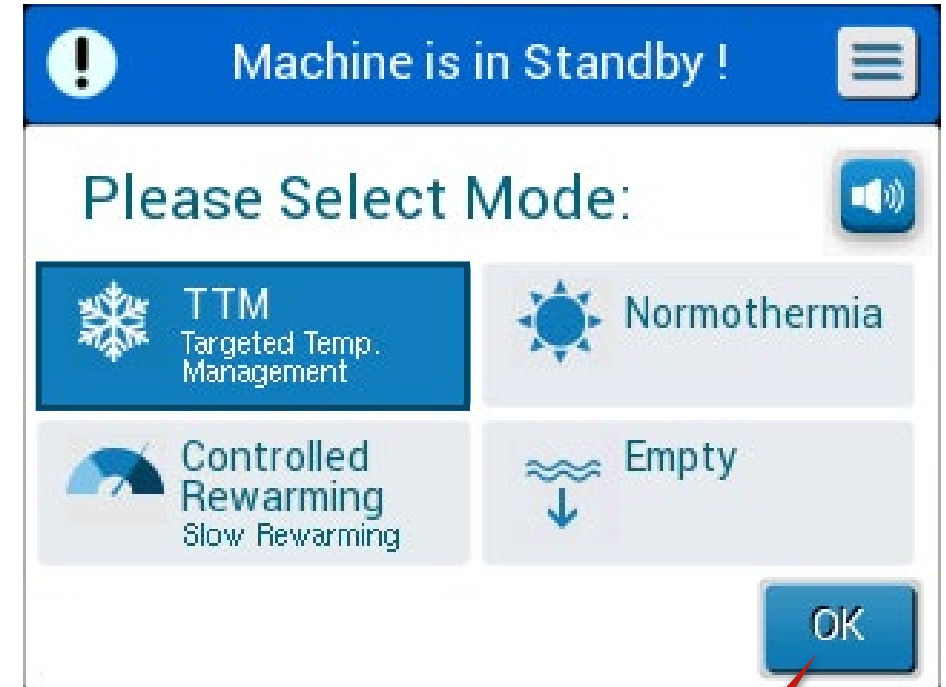 Machine is in Standby !
Please Select Mode:
TTM
Targeted Temp.
Management
Normothermia
Controlled
Rewarming
Slow Rewarming
Empty
OK